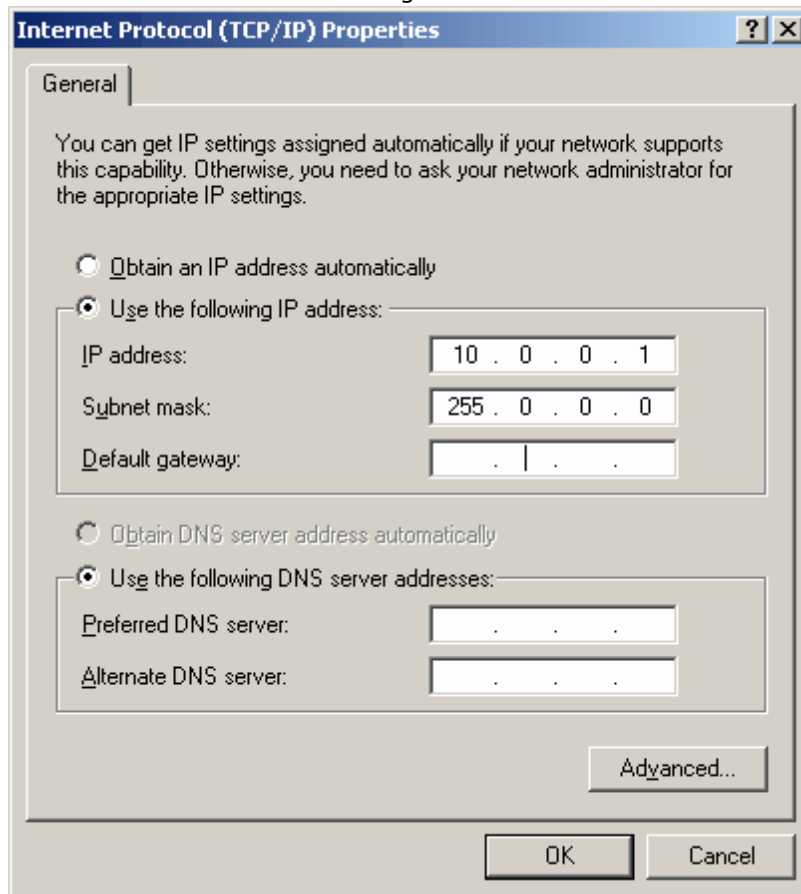 Internet Protocol (TCP/IP) Properties
General
You can get IP settings assigned automatically if your network supports
this capability. Otherwise, you need to ask your network administrator for
the appropriate IP settings.
Obtain an IP address automatically
Use the following IP address:
IP address: 10 . 0 . 0 . 1
Subnet mask: 255 . 0 . 0 . 0
Default gateway: . . .
Obtain DNS server address automatically
Use the following DNS server addresses:
Preferred DNS server: . . .
Alternate DNS server: . . .
Advanced...
OK Cancel